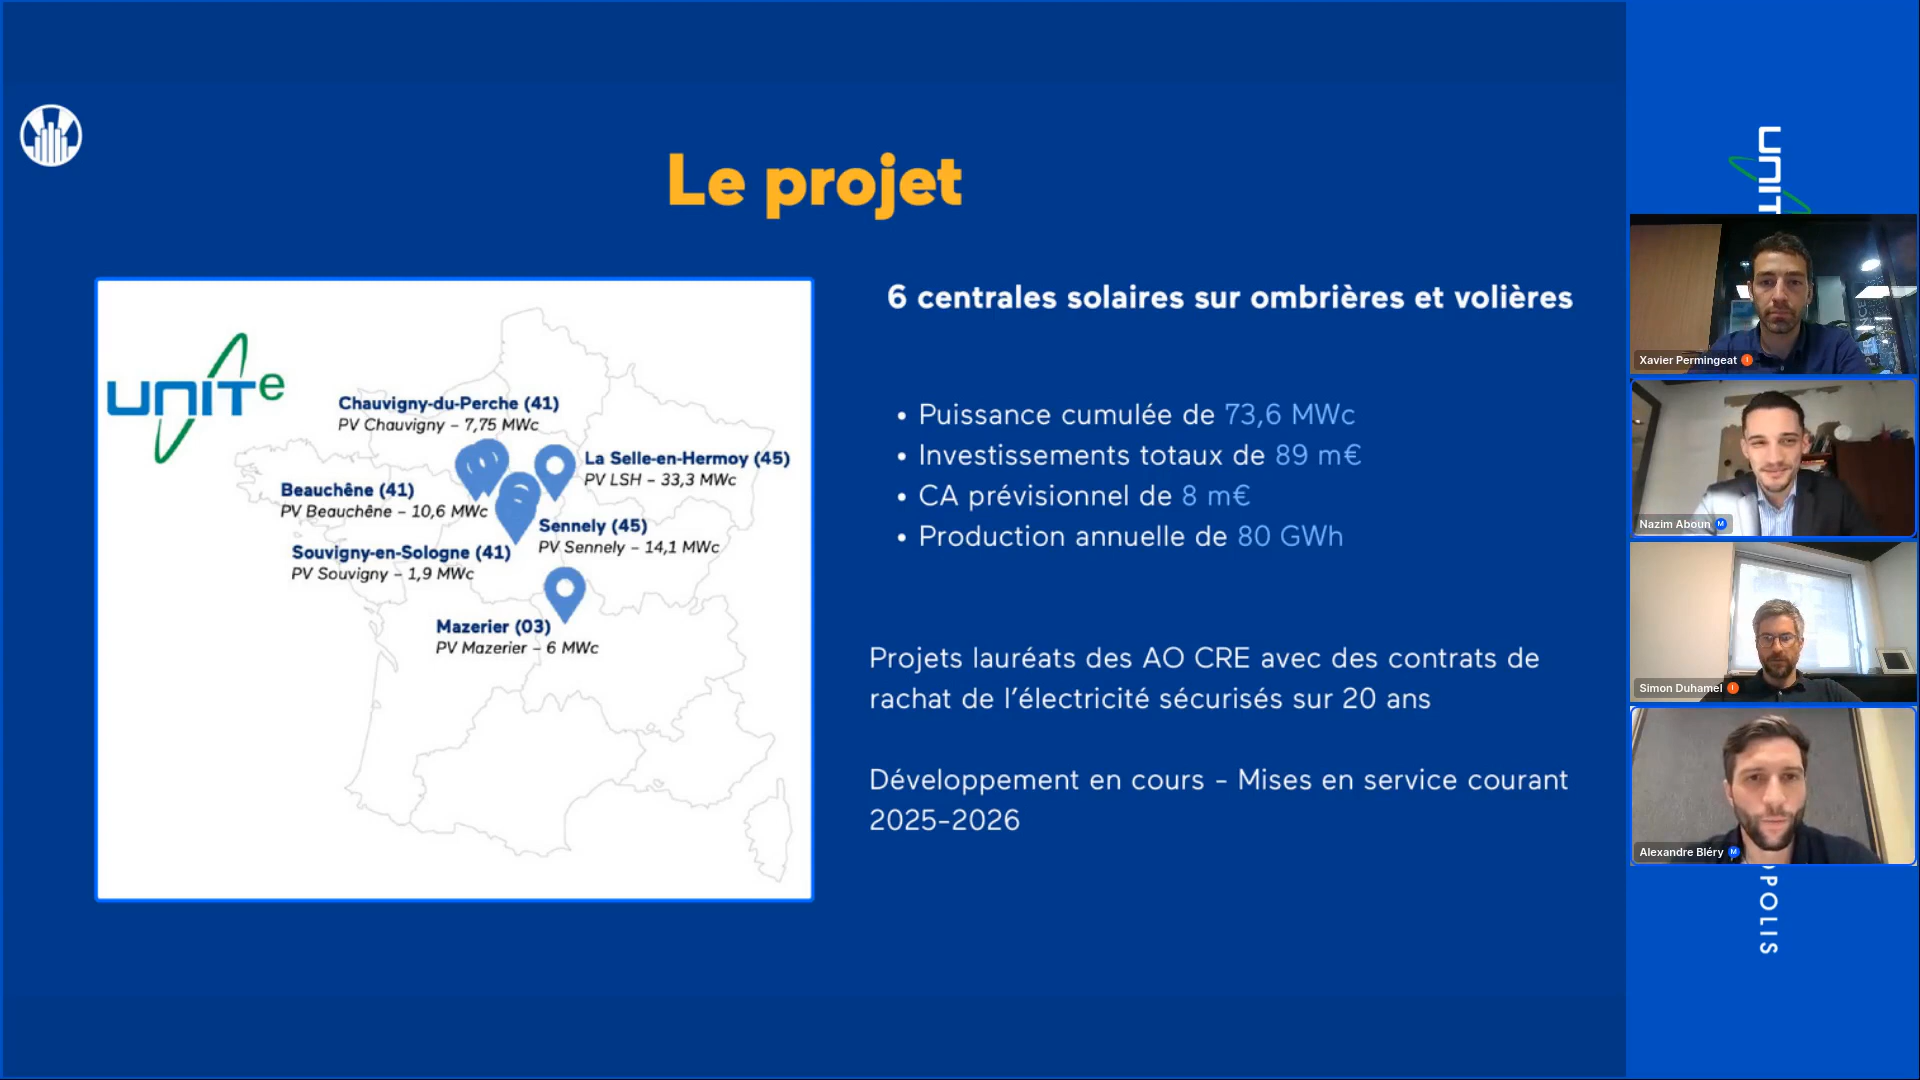 Le projet
UNITe
Chauvigny-du-Perche (41)
PV Chauvigny – 7,75 MWc
La Selle-en-Hermoy (45)
PV LSH – 33,3 MWc
Beauchêne (41)
PV Beauchêne – 10,6 MWc
Sennely (45)
PV Sennely – 14,1 MWc
Souvigny-en-Sologne (41)
PV Souvigny – 1,9 MWc
Mazerier (03)
PV Mazerier – 6 MWc
6 centrales solaires sur ombrières et volières
• Puissance cumulée de 73,6 MWc
• Investissements totaux de 89 m€
• CA prévisionnel de 8 m€
• Production annuelle de 80 GWh
Projets lauréats des AO CRE avec des contrats de
rachat de l’électricité sécurisés sur 20 ans
Développement en cours – Mises en service courant
2025-2026
UNIT
Xavier Permingeat
Nazim Aboun M
Simon Duhamel
Alexandre Bléry M
POLIS